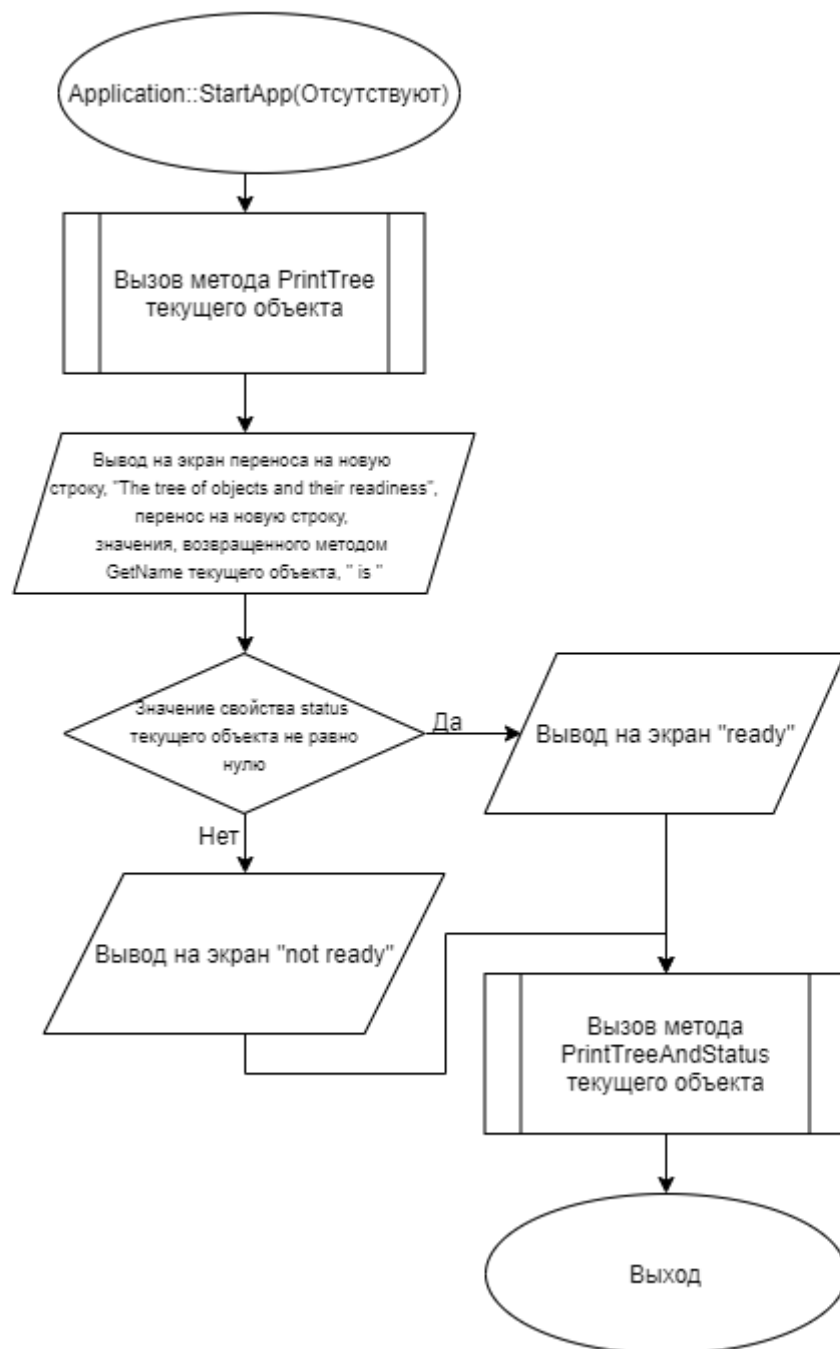 Application::StartApp(Отсутствуют)
Вызов метода PrintTree
текущего объекта
Вывод на экран переноса на новую
строку, "The tree of objects and their readiness",
перенос на новую строку,
значения, возвращенного методом
GetName текущего объекта, " is "
Значение свойства status
текущего объекта не равно
нулю
Да
Вывод на экран "ready"
Нет
Вывод на экран "not ready"
Вызов метода
PrintTreeAndStatus
текущего объекта
Выход